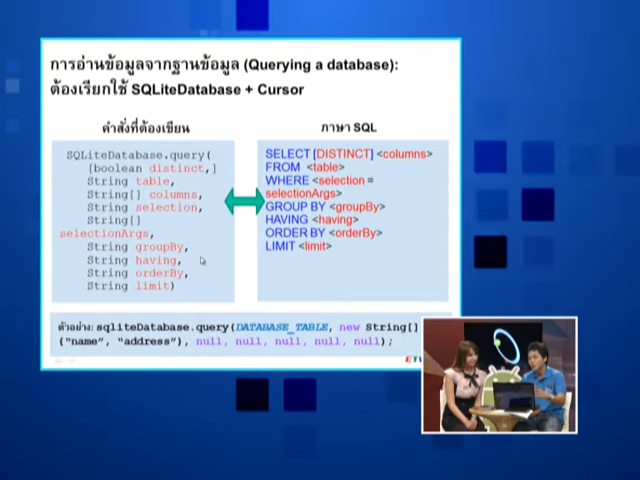 การอ่านข้อมูลจากฐานข้อมูล (Querying a database):
ต้องเรียกใช้ SQLiteDatabase + Cursor
คำสั่งที่ต้องเขียน
SQLiteDatabase.query(
[boolean distinct,]
String table,
String[] columns,
String selection,
String[]
selectionArgs,
String groupBy,
String having,
String orderBy,
String limit)
ภาษา SQL
SELECT [DISTINCT] <columns>
FROM <table>
WHERE <selection =
selectionArgs>
GROUP BY <groupBy>
HAVING <having>
ORDER BY <orderBy>
LIMIT <limit>
ตัวอย่าง: sqliteDatabase.query(DATABASE_TABLE, new String[]
{"name", "address"}, null, null, null, null, null);